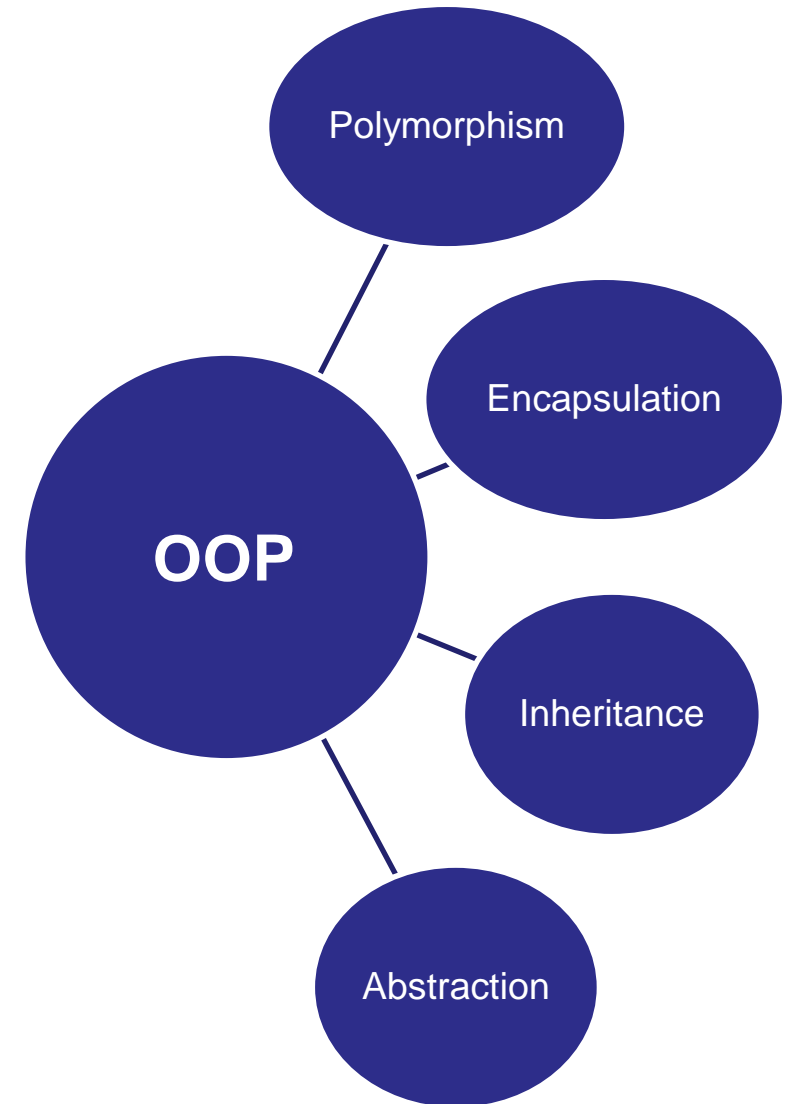 Polymorphism
Encapsulation
OOP
Inheritance
Abstraction